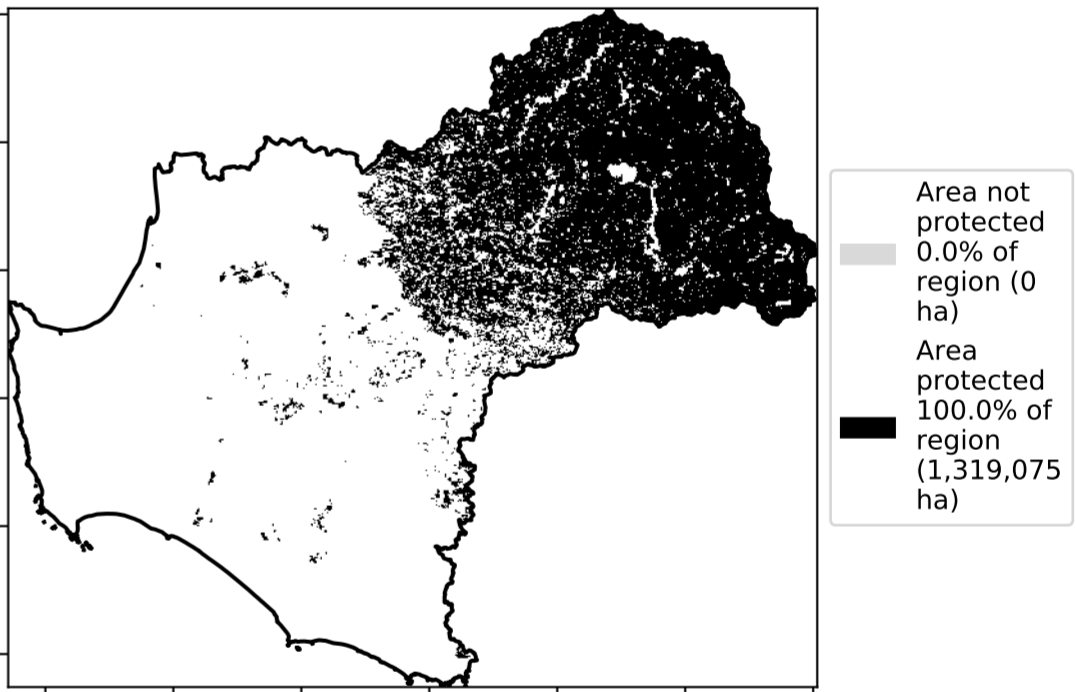 Area not
protected
0.0% of
region (0
ha)
Area
protected
100.0% of
region
(1,319,075
ha)